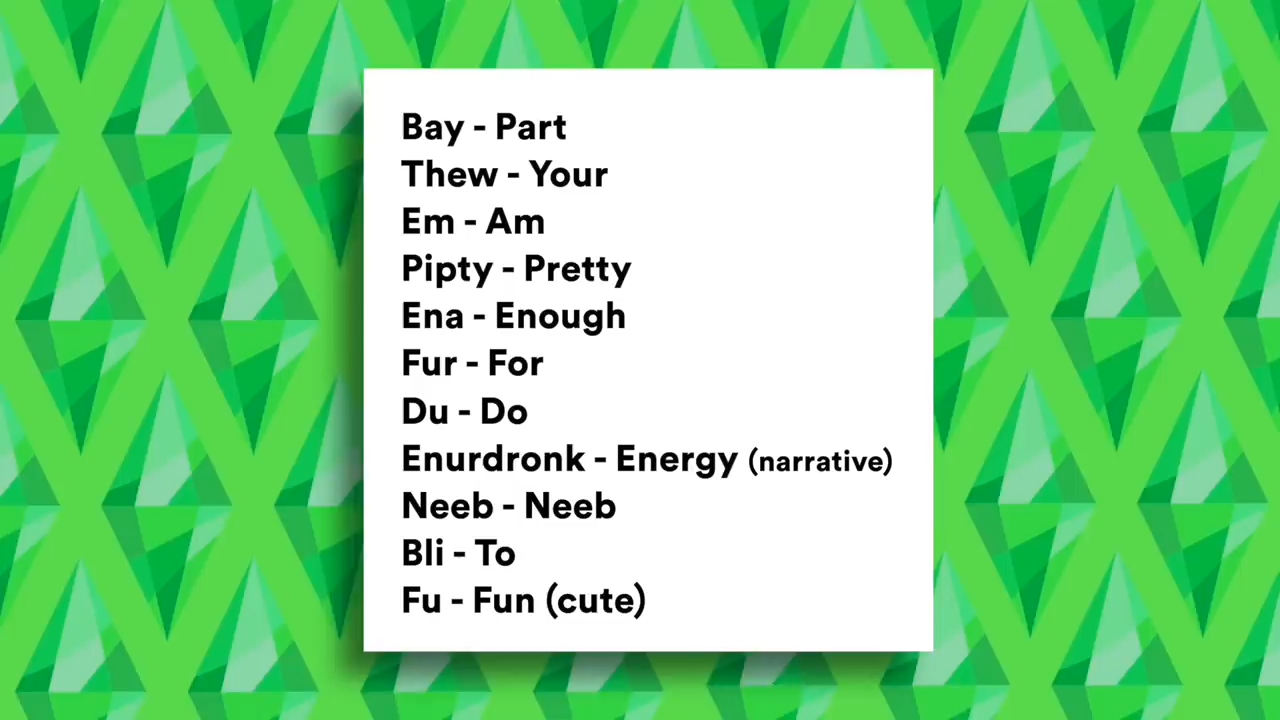 Bay - Part
Thew - Your
Em - Am
Pipty - Pretty
Ena - Enough
Fur - For
Du - Do
Enurdronk - Energy (narrative)
Neeb - Neeb
Bli - To
Fu - Fun (cute)